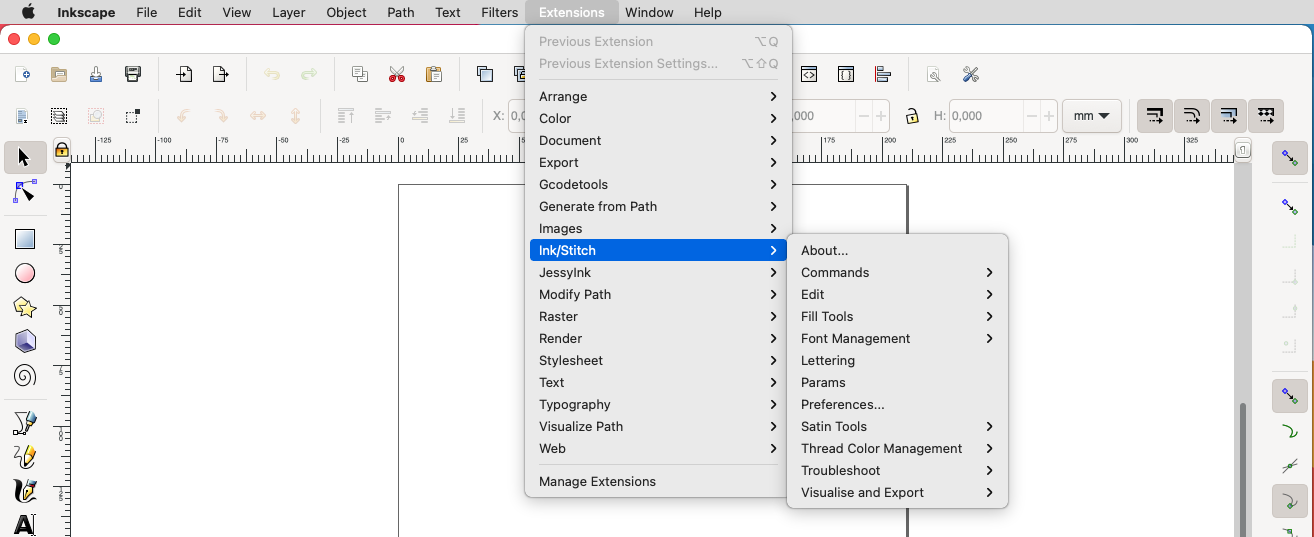 Inkscape File Edit View Layer Object Path Text Filters Extensions Window Help
Previous Extension ⌥Q
Previous Extension Settings... ⌥⇧Q
X: 0,0 ,000 H: 0,000 mm
-125 -100 -75 -50 -25 0 25 175 200 225 250 275 300 325
Arrange
Color
Document
Export
Gcodetools
Generate from Path
Images
Ink/Stitch
JessyInk
Modify Path
Raster
Render
Stylesheet
Text
Typography
Visualize Path
Web
Manage Extensions
About...
Commands
Edit
Fill Tools
Font Management
Lettering
Params
Preferences...
Satin Tools
Thread Color Management
Troubleshoot
Visualise and Export